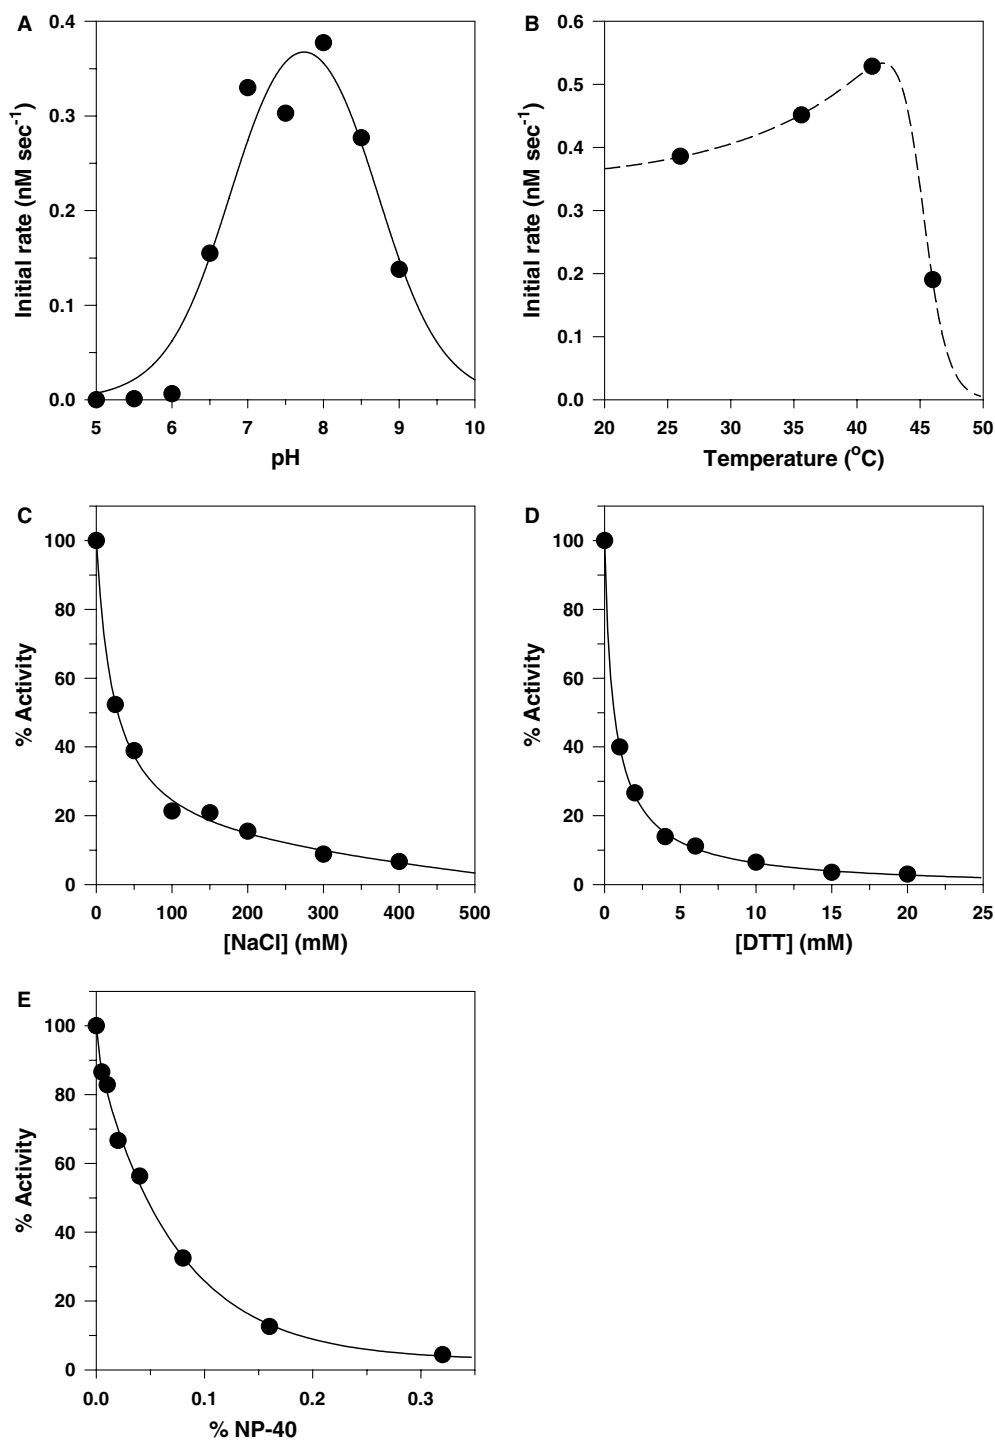 A
0.4
0.3
0.2
0.1
0.0
Initial rate (nM sec-1)
5 6 7 8 9 10
pH
B
0.6
0.5
0.4
0.3
0.2
0.1
0.0
Initial rate (nM sec-1)
20 25 30 35 40 45 50
Temperature (oC)
C
100
80
60
40
20
0
% Activity
0 100 200 300 400 500
[NaCl] (mM)
D
100
80
60
40
20
0
% Activity
0 5 10 15 20 25
[DTT] (mM)
E
100
80
60
40
20
0
% Activity
0.0 0.1 0.2 0.3
% NP-40